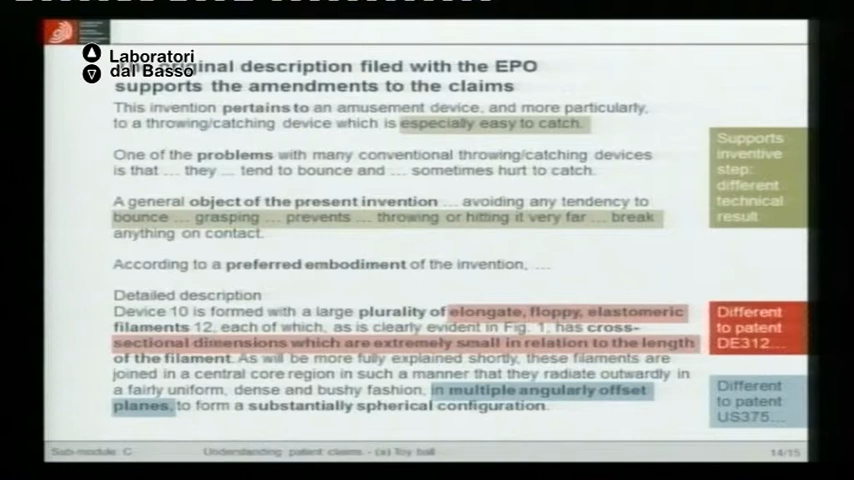 Laboratori
dal Basso
original description filed with the EPO
supports the amendments to the claims
This invention pertains to an amusement device, and more particularly,
to a throwing/catching device which is especially easy to catch.
One of the problems with many conventional throwing/catching devices
is that ... they ... tend to bounce and ... sometimes hurt to catch.
A general object of the present invention ... avoiding any tendency to
bounce ... grasping ... prevents ... throwing or hitting it very far ... break
anything on contact.
According to a preferred embodiment of the invention, ...
Detailed description
Device 10 is formed with a large plurality of elongate, floppy, elastomeric
filaments 12, each of which, as is clearly evident in Fig. 1, has cross-
sectional dimensions which are extremely small in relation to the length
of the filament. As will be more fully explained shortly, these filaments are
joined in a central core region in such a manner that they radiate outwardly in
a fairly uniform, dense and bushy fashion, in multiple angularly offset
planes, to form a substantially spherical configuration.
Supports
inventive
step:
different
technical
result
Different
to patent
DE312...
Different
to patent
US375...
Sub-module C
Understanding patent claims - (a) Toy ball
14/15